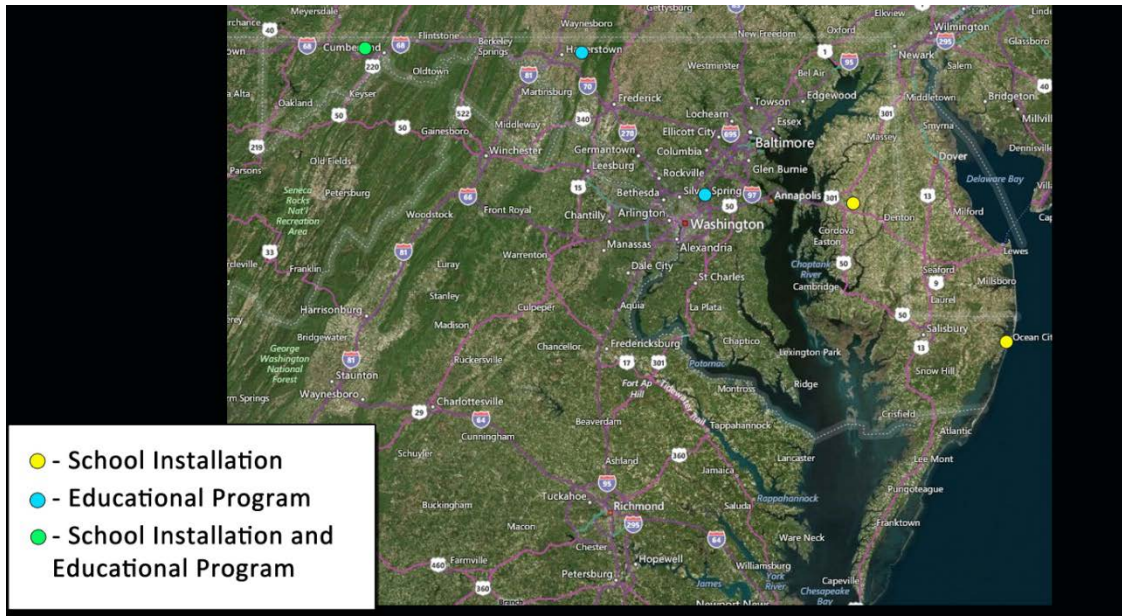 Meyersdale
Gettysburg
Waynesboro
New Freedom
Oxford
Elkview
Wilmington
Glassboro
Flintstone
Berkeley
Springs
Newark
Salem
Oldtown
Westminster
Bel Air
Martinsburg
Keyser
Oakland
Frederick
Towson
Edgewood
Middletown
Bridgeton
Lochearn
Essex
Massey
Smyrna
Gainesboro
Middleway
Ellicott City
Baltimore
Winchester
Germantown
Columbia
Dover
Old Fields
Leesburg
Rockville
Glen Burnie
Delaware Bay
Parsons
Petersburg
Bethesda
Annapolis
Seneca
Rocks
Nat'l
Recreation
Area
Woodstock
Front Royal
Chantilly
Arlington
Washington
Denton
Milford
Cordova
Easton
Manassas
Alexandria
Warrenton
Lewes
Franklin
Luray
Dale City
St Charles
Choptank
River
Cambridge
Seaford
Millsboro
Laurel
Stanley
Aquia
La Plata
Harrisonburg
Culpeper
Madison
Salisbury
Bridgewater
Chancellor
Fredericksburg
Chaptico
Lexington Park
George
Washington
National
Forest
Ruckersville
Potomac
Snow Hill
Staunton
Fort Ap
Hill
Montross
Ridge
Waynesboro
Charlottesville
Tidewater Trail
Crisfield
Beaverdam
Tappahannock
Atlantic
Cunningham
Schuyler
Lancaster
Lee Mont
Ashland
Jamaica
Pungoteague
Buckingham
Tuckahoe
Richmond
Rappahannock
Saluda
Franktown
Macon
Ware Neck
Chester
Hopewell
Farmville
Petersburg
Williamsburg
York
River
James
Capeville
Chesapeake
Bay
- School Installation
- Educational Program
- School Installation and
Educational Program